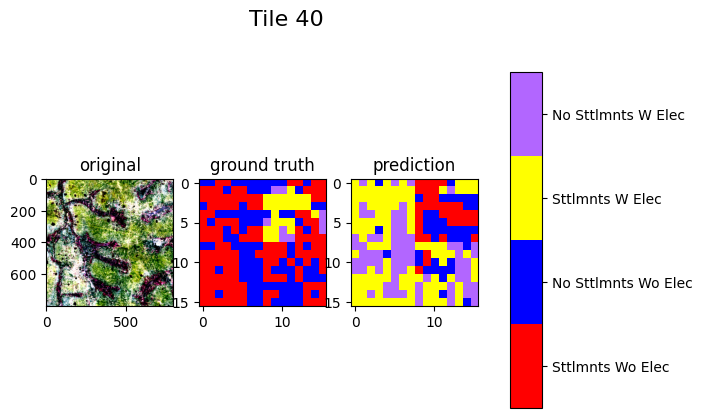 Tile 40
original
ground truth
prediction
0
200
400
600
0
500
0
5
10
15
0
10
0
5
10
15
0
10
No Sttlmnts W Elec
Sttlmnts W Elec
No Sttlmnts Wo Elec
Sttlmnts Wo Elec